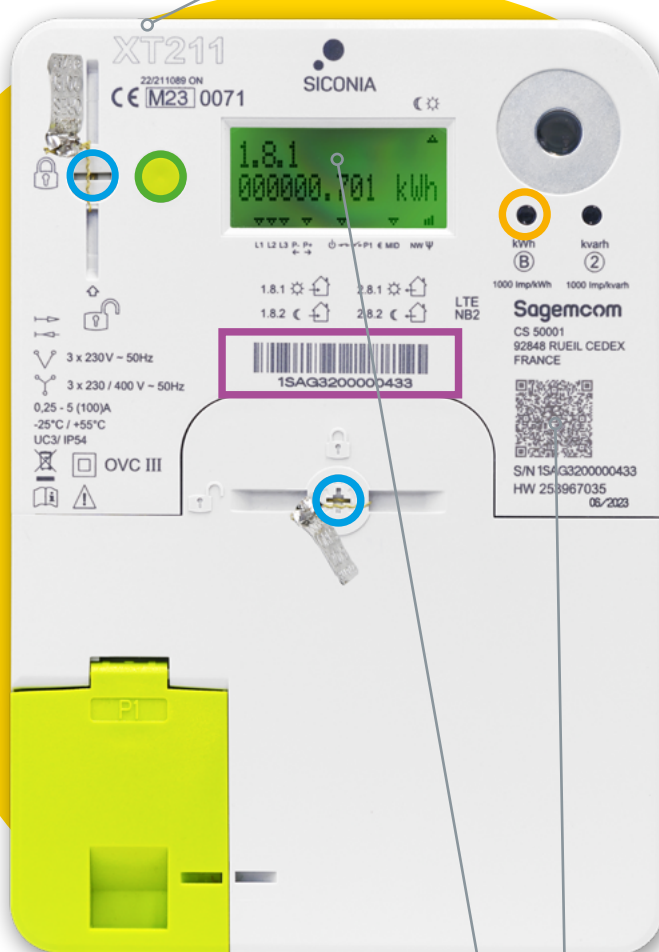 XT211
22/211089 ON
CE M23 0071
SICONIA
1.8.1
000000.701 kWh
L1 L2 L3 P- P+ P1 € MID NW
kWh
B
1000 Imp/kWh
kvarh
2
1000 Imp/kvarh
1.8.1 2.8.1
1.8.2 2.8.2
LTE
NB2
1SAG3200000433
Sagemcom
CS 50001
92848 RUEIL CEDEX
FRANCE
3 x 230 V ~ 50Hz
3 x 230 / 400 V ~ 50Hz
0,25 - 5 (100)A
-25°C / +55°C
UC3/ IP54
OVC III
S/N 1SAG3200000433
HW 253967035
06/2023
P1